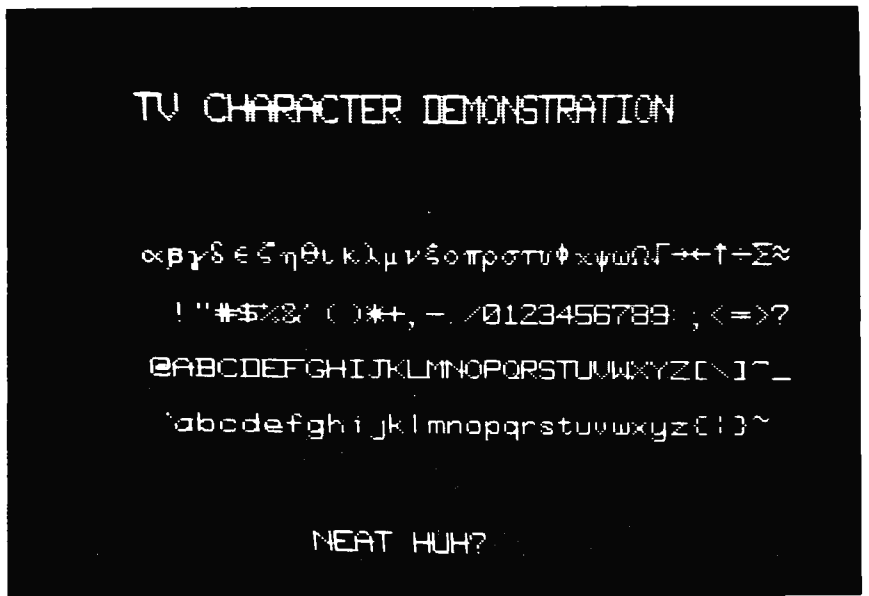 TV CHARACTER DEMONSTRATION
αβγδϵζηθικλμνξοπρστυφχψωΩ√→←↑÷Σ≈
!"#$%&'()*+,-./0123456789:;<=>?
@ABCDEFGHIJKLMNOPQRSTUVWXYZ[\]^_
`abcdefghijklmnopqrstuvwxyz{¦}~
NEAT HUH?